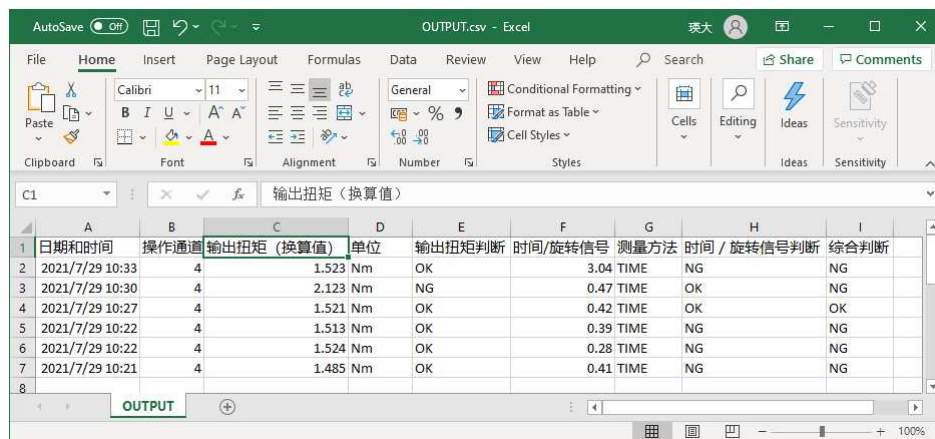 AutoSave Off OUTPUT.csv - Excel 瑛大
File Home Insert Page Layout Formulas Data Review View Help Search Share Comments
Paste
Calibri 11
B I U A A
General
% 9
Conditional Formatting
Format as Table
Cell Styles
Cells
Editing
Ideas
Sensitivity
Clipboard Font Alignment Number Styles Ideas Sensitivity
C1 fx 输出扭矩（换算值）
A B C D E F G H I
1 日期和时间 操作通道 输出扭矩（换算值） 单位 输出扭矩判断 时间/旋转信号 测量方法 时间 / 旋转信号判断 综合判断
2 2021/7/29 10:33 4 1.523 Nm OK 3.04 TIME NG NG
3 2021/7/29 10:30 4 2.123 Nm NG 0.47 TIME OK NG
4 2021/7/29 10:27 4 1.521 Nm OK 0.42 TIME OK OK
5 2021/7/29 10:22 4 1.513 Nm OK 0.39 TIME NG NG
6 2021/7/29 10:22 4 1.524 Nm OK 0.28 TIME NG NG
7 2021/7/29 10:21 4 1.485 Nm OK 0.41 TIME NG NG
8
OUTPUT
100%